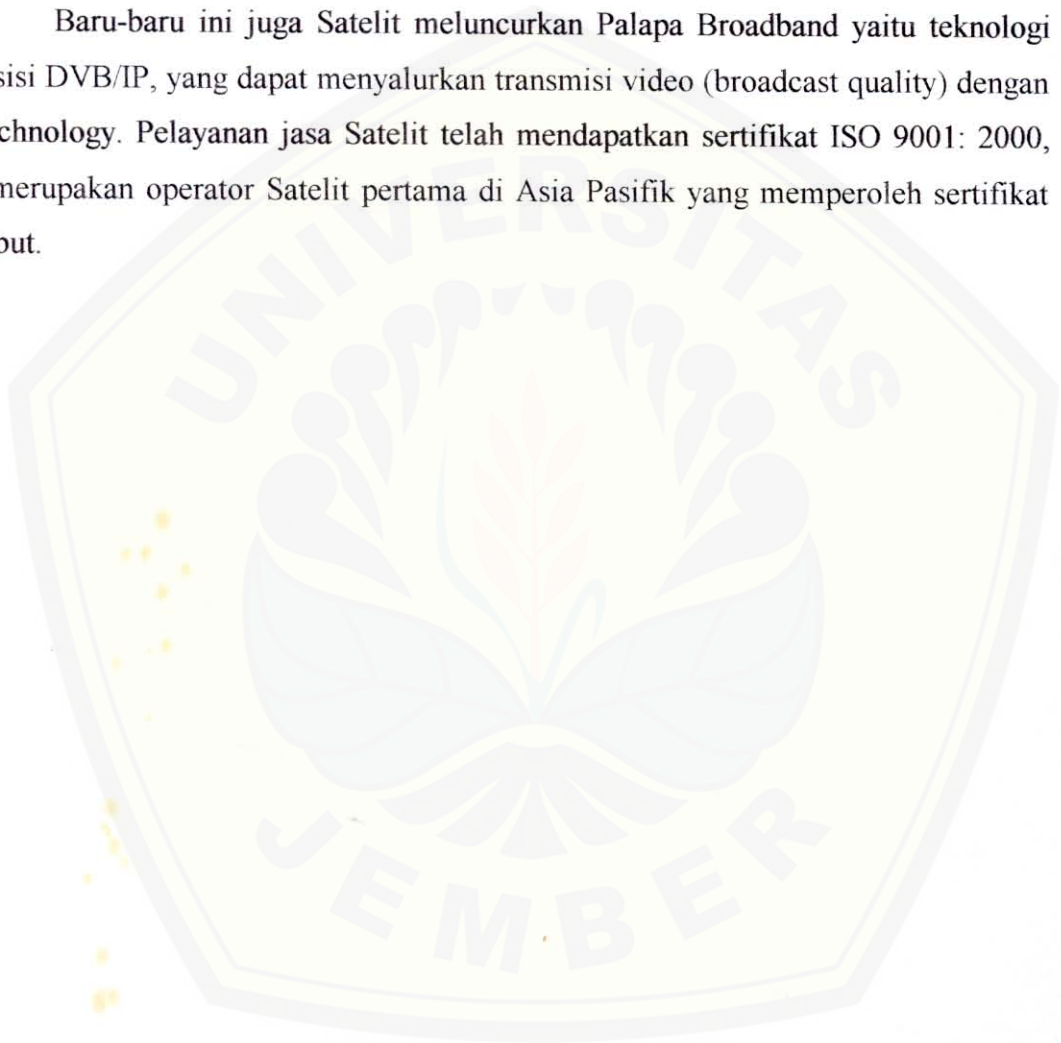 Baru-baru ini juga Satelit meluncurkan Palapa Broadband yaitu teknologi
sisi DVB/IP, yang dapat menyalurkan transmisi video (broadcast quality) dengan
chnology. Pelayanan jasa Satelit telah mendapatkan sertifikat ISO 9001: 2000,
merupakan operator Satelit pertama di Asia Pasifik yang memperoleh sertifikat
but.
UNIVERSITAS
JEMBER